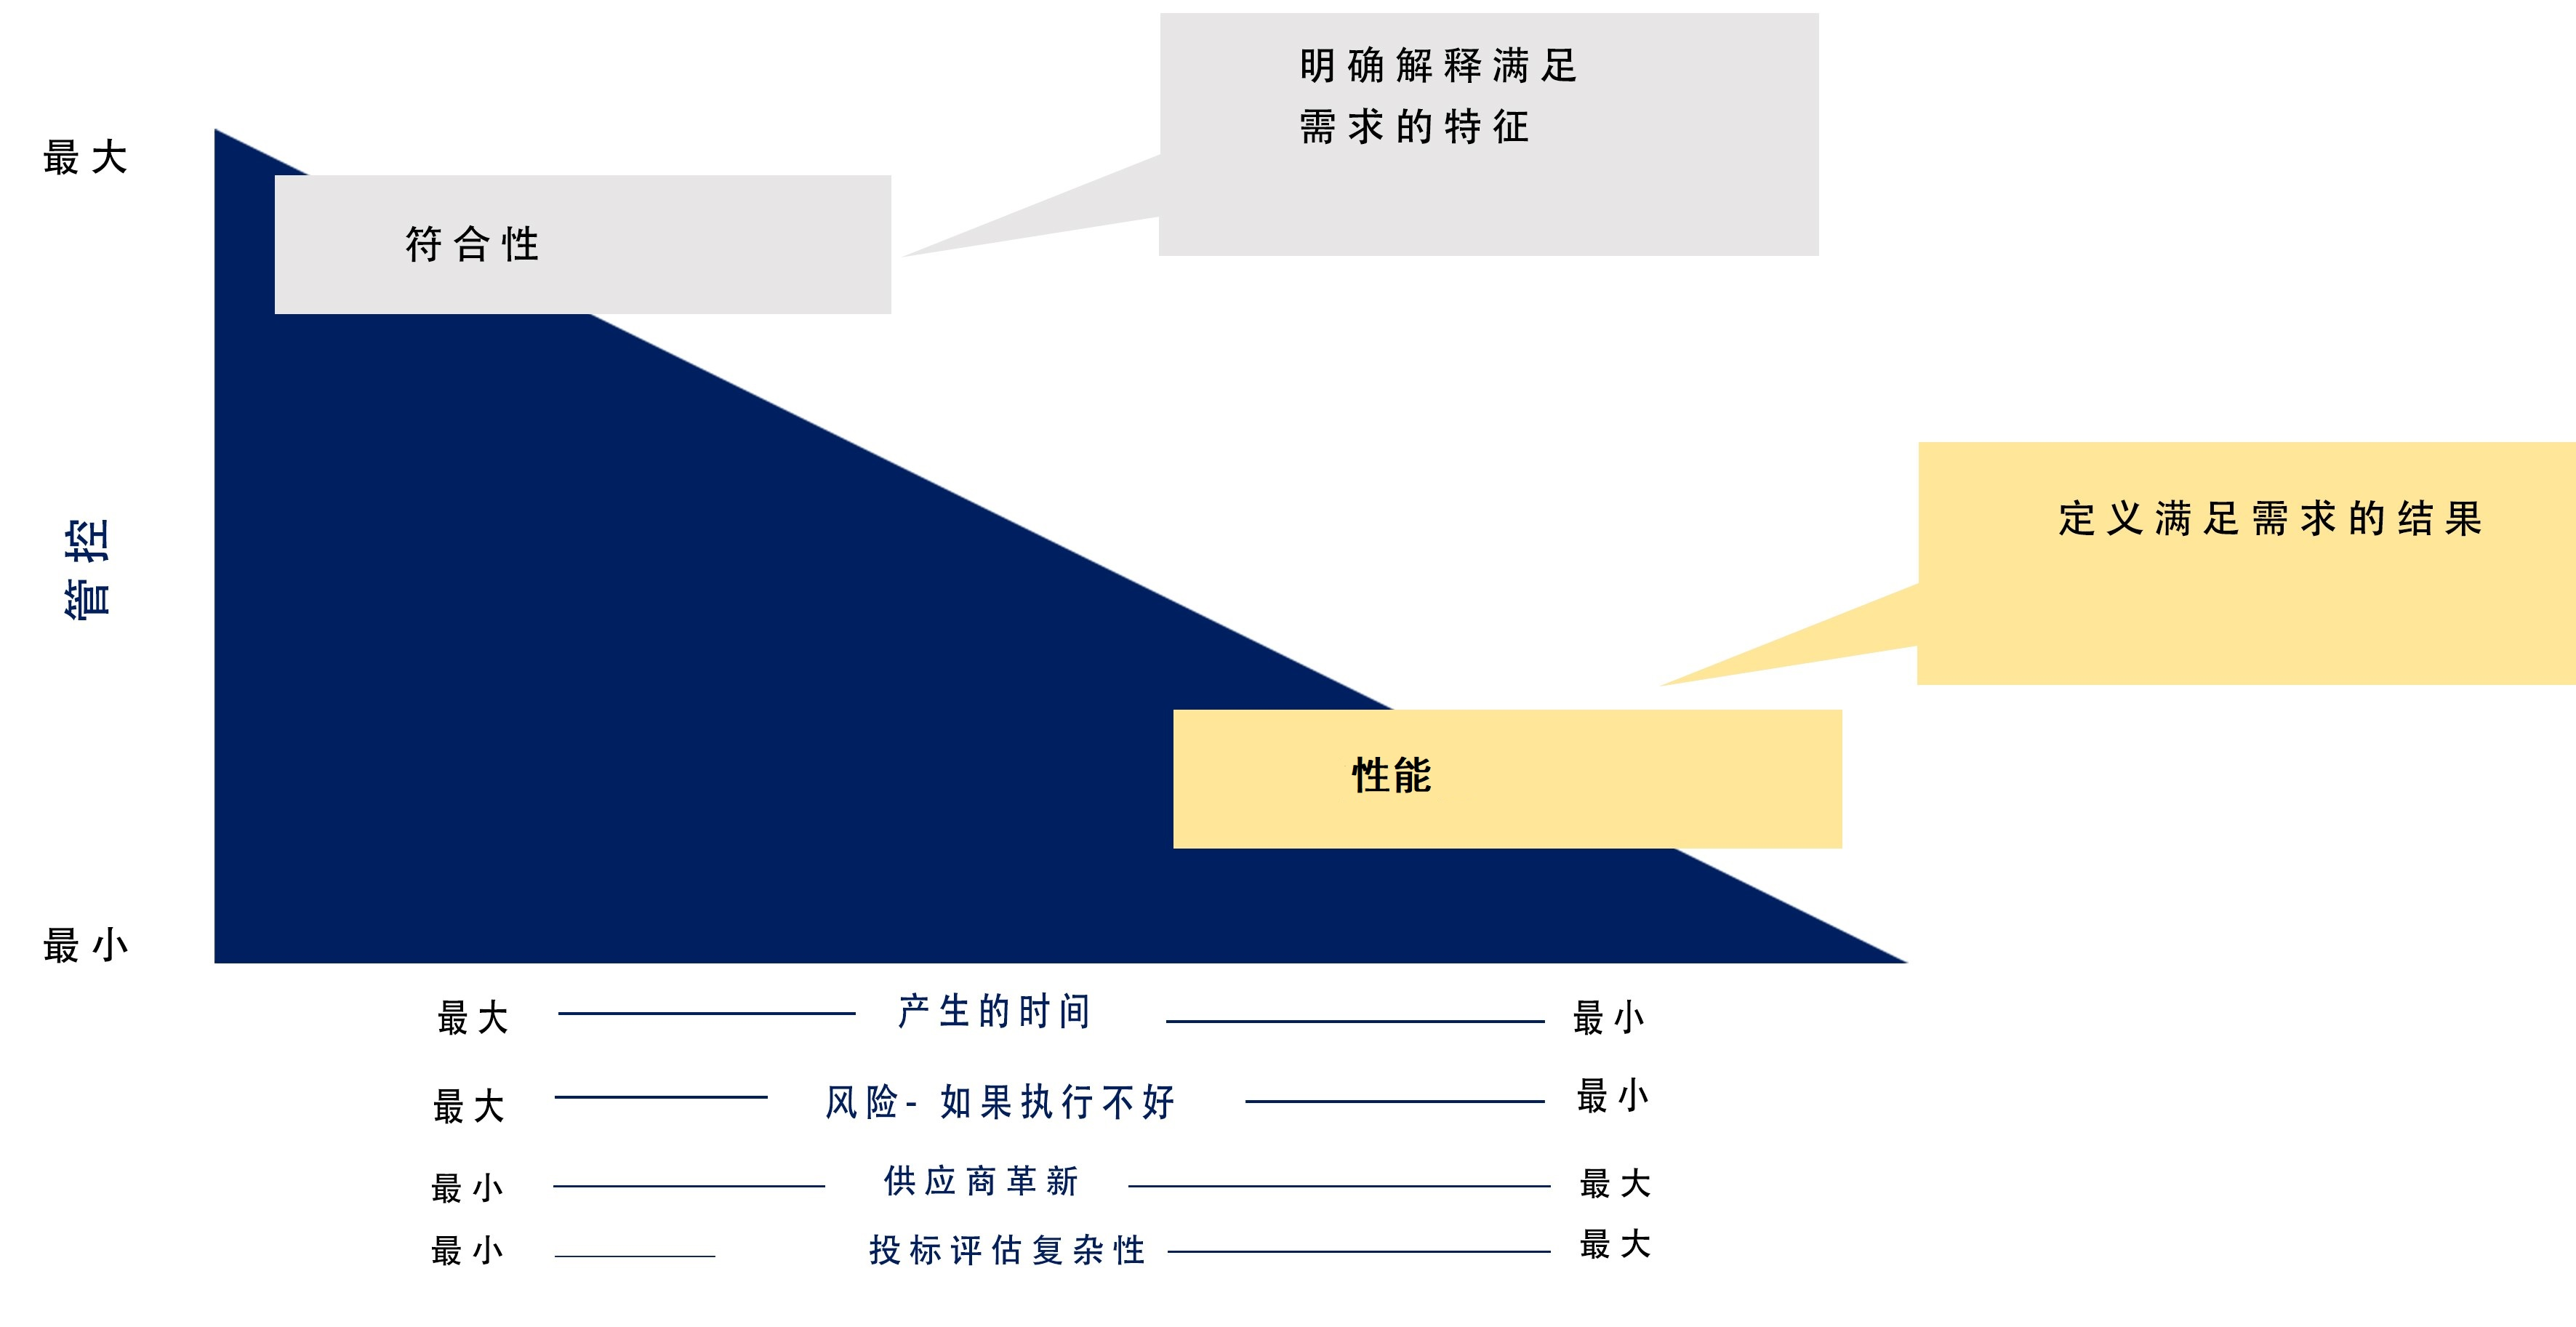 明确解释满足
需求的特征
最大
符合性
管控
定义满足需求的结果
性能
最小
最大 产生的时间 最小
最大 风险- 如果执行不好 最小
最小 供应商革新 最大
最小 投标评估复杂性 最大